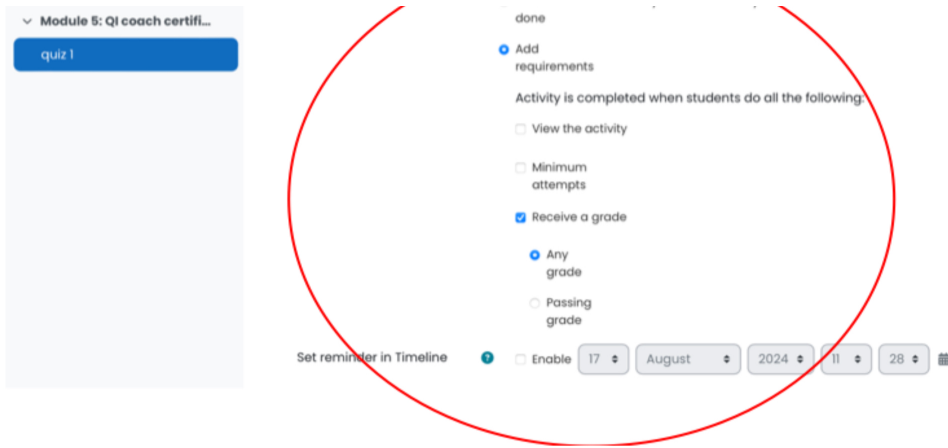 Module 5: QI coach certifi...
quiz 1
done
Add
requirements
Activity is completed when students do all the following:
View the activity
Minimum
attempts
Receive a grade
Any
grade
Passing
grade
Set reminder in Timeline ? Enable 17 August 2024 11 28